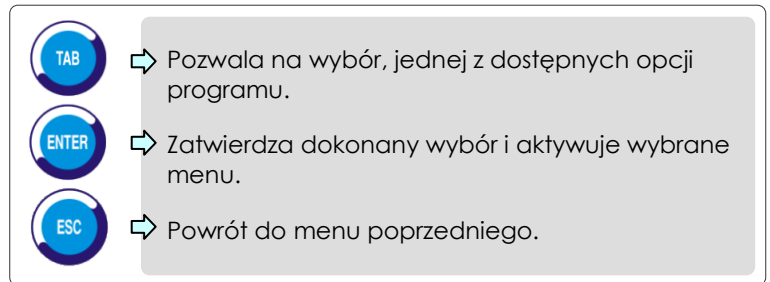 TAB
Pozwala na wybór, jednej z dostępnych opcji
programu.
ENTER
Zatwierdza dokonany wybór i aktywuje wybrane
menu.
ESC
Powrót do menu poprzedniego.